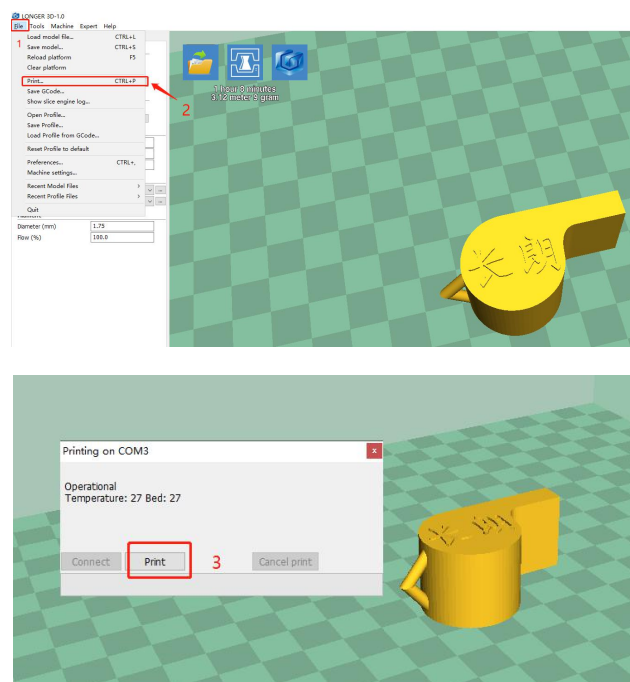 LONGER 3D-1.0
File Tools Machine Expert Help
1
Load model file... CTRL+L
Save model... CTRL+S
Reload platform F5
Clear platform
Print... CTRL+P
Save GCode...
Show slice engine log...
Open Profile...
Save Profile...
Load Profile from GCode...
Reset Profile to default
Preferences... CTRL+,
Machine settings...
Recent Model Files
Recent Profile Files
Quit
Diameter (mm) 1.75
Flow (%) 100.0
2
1 hour 8 minutes
3.12 meter 9 gram
长朗
Printing on COM3 x
Operational
Temperature: 27 Bed: 27
Connect Print 3 Cancel print
长朗